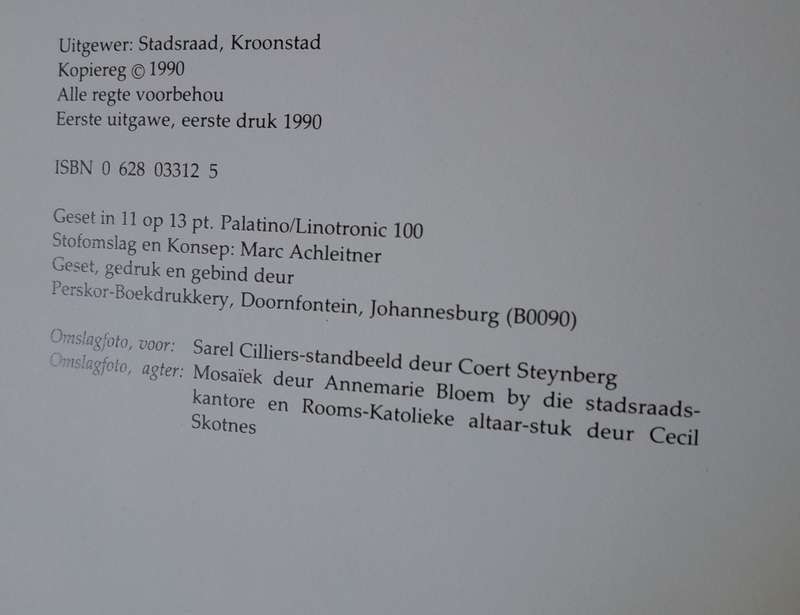 Uitgewer: Stadsraad, Kroonstad
Kopiereg © 1990
Alle regte voorbehou
Eerste uitgawe, eerste druk 1990
ISBN 0 628 03312 5
Geset in 11 op 13 pt. Palatino/Linotronic 100
Stofomslag en Konsep: Marc Achleitner
Geset, gedruk en gebind deur
Perskor-Boekdrukkery, Doornfontein, Johannesburg (B0090)
Omslagfoto, voor: Sarel Cilliers-standbeeld deur Coert Steynberg
Omslagfoto, agter: Mosaïek deur Annemarie Bloem by die stadsraads-
kantore en Rooms-Katolieke altaar-stuk deur Cecil
Skotnes